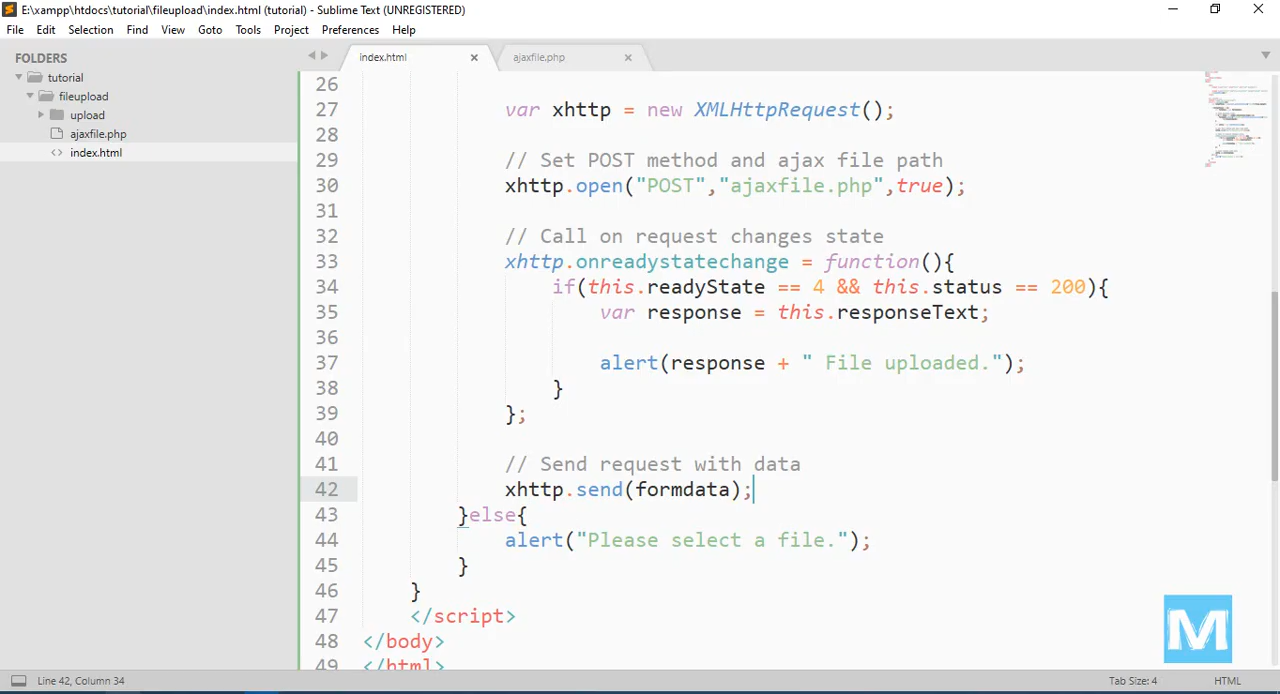 E:\xampp\htdocs\tutorial\fileupload\index.html (tutorial) - Sublime Text (UNREGISTERED)
File Edit Selection Find View Goto Tools Project Preferences Help
FOLDERS
tutorial
fileupload
upload
ajaxfile.php
index.html
index.html ajaxfile.php
26
27 var xhttp = new XMLHttpRequest();
28
29 // Set POST method and ajax file path
30 xhttp.open("POST","ajaxfile.php",true);
31
32 // Call on request changes state
33 xhttp.onreadystatechange = function(){
34 if(this.readyState == 4 && this.status == 200){
35 var response = this.responseText;
36
37 alert(response + " File uploaded.");
38 }
39 };
40
41 // Send request with data
42 xhttp.send(formdata);
43 }else{
44 alert("Please select a file.");
45 }
46 }
47 </script>
48 </body>
49 </html>
M
Line 42, Column 34 Tab Size: 4 HTML